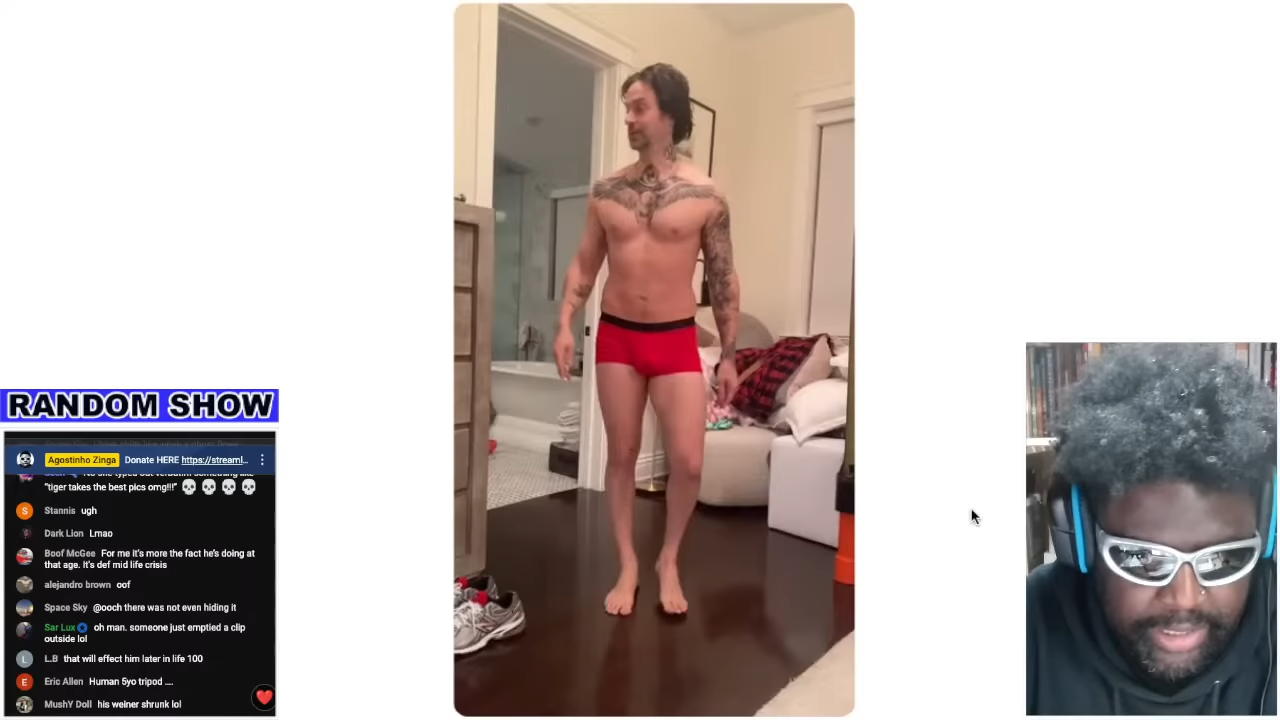 RANDOM SHOW
Agostinho Zinga Donate HERE https://streaml...
"tiger takes the best pics omg!!!" 💀 💀 💀 💀
Stannis ugh
Dark Lion Lmao
Boof McGee For me it's more the fact he's doing at
that age. It's def mid life crisis
alejandro brown oof
Space Sky @ooch there was not even hiding it
Sar Lux oh man. someone just emptied a clip
outside lol
L.B that will effect him later in life 100
Eric Allen Human 5yo tripod ....
MushY Doll his weiner shrunk lol